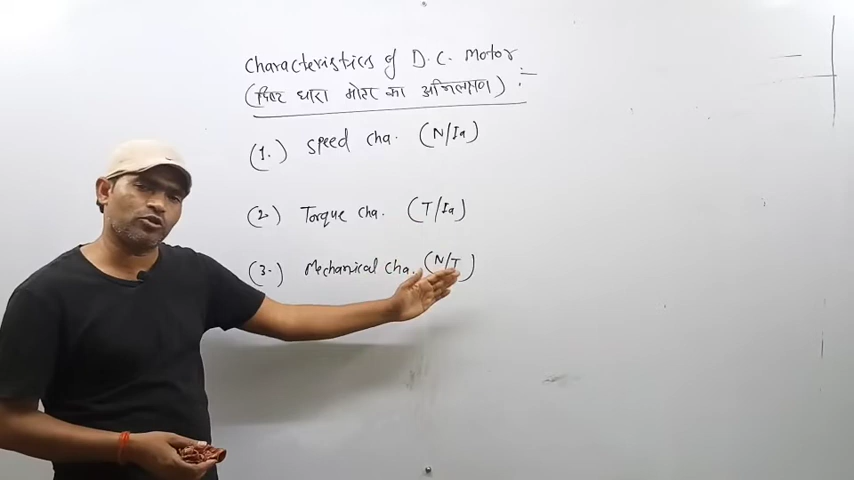 Characteristics of D.C. Motor
(दिष्ट धारा मोटर का अभिलक्षण) :-
(1.) Speed cha. (N/Ia)
(2) Torque cha. (T/Ia)
(3.) Mechanical cha. (N/T)